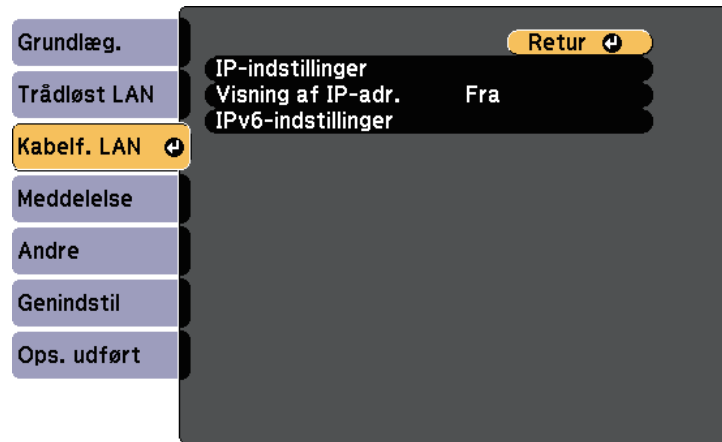 Grundlæg.
Trådløst LAN
Kabelf. LAN
Meddelelse
Andre
Genindstil
Ops. udført
Retur
IP-indstillinger
Visning af IP-adr. Fra
IPv6-indstillinger